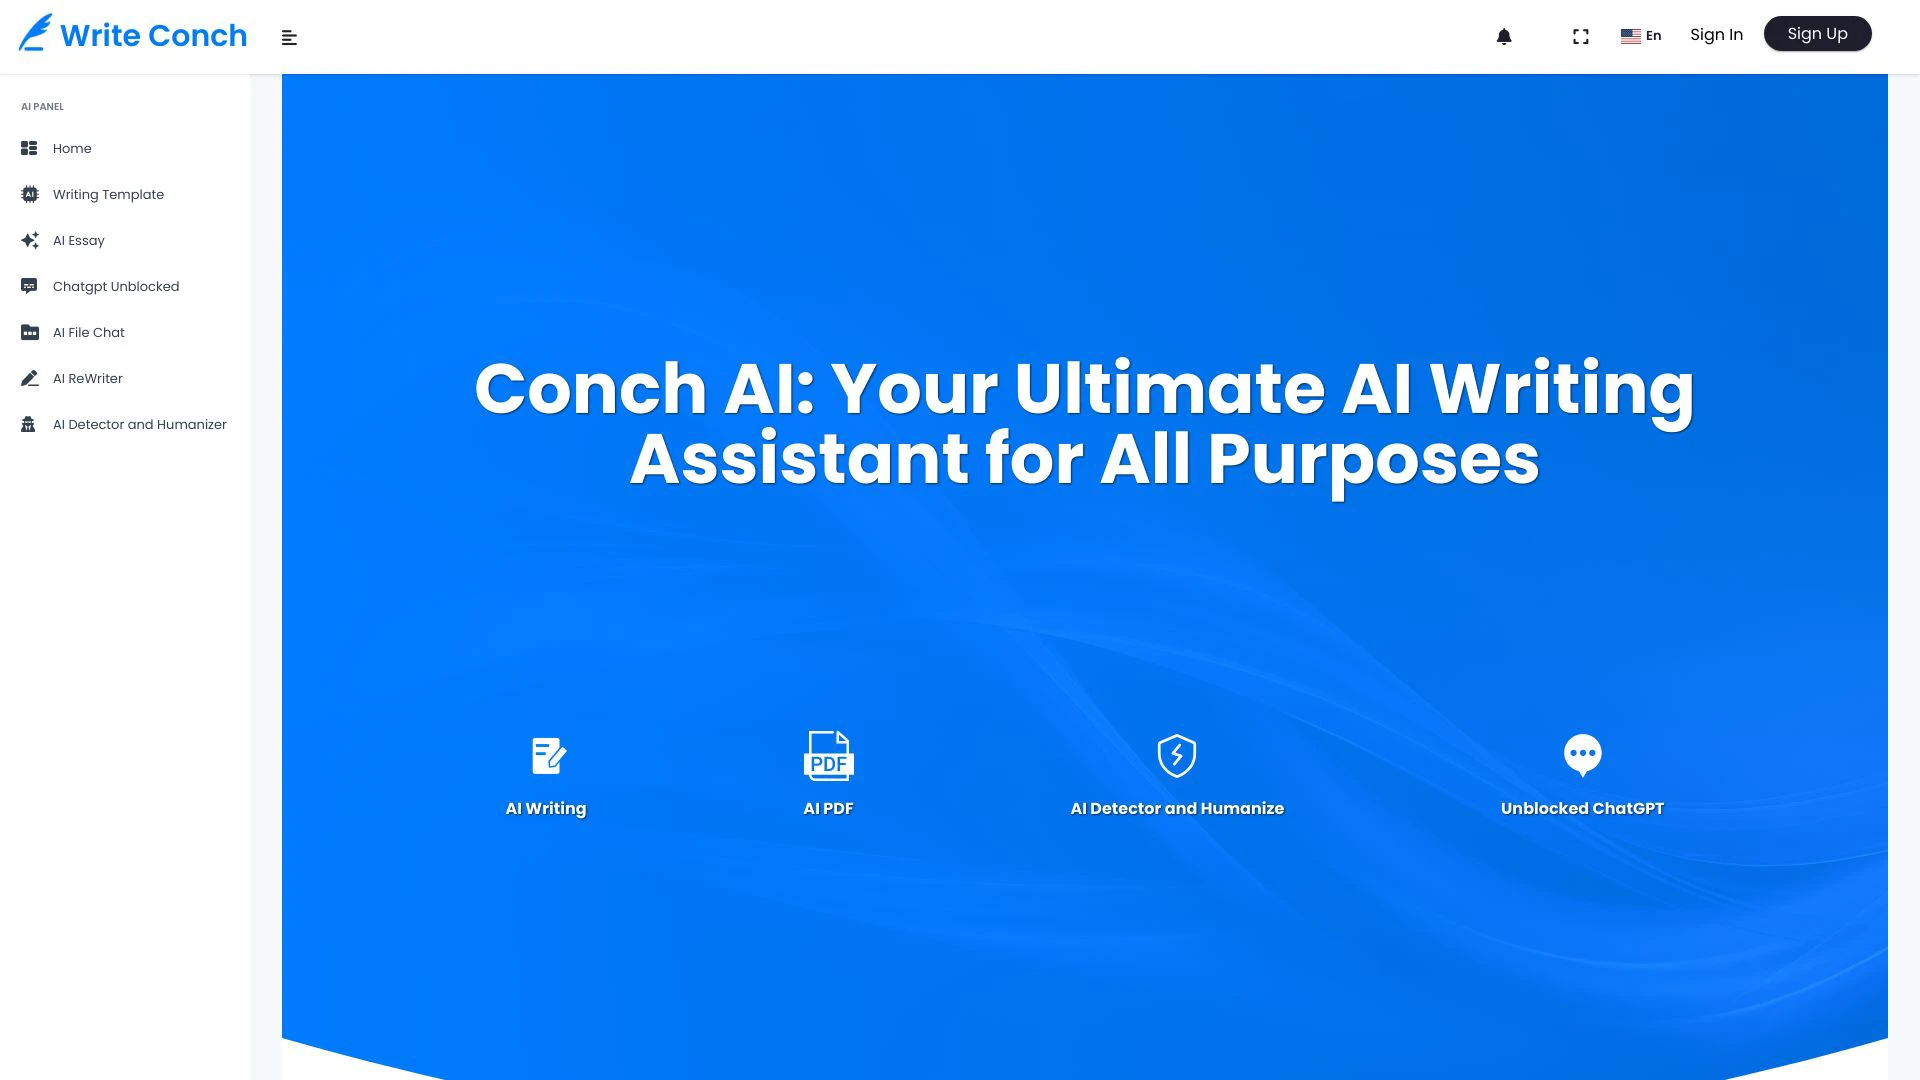 Write Conch
En
Sign In
Sign Up
AI PANEL
Home
Writing Template
AI Essay
Chatgpt Unblocked
AI File Chat
AI ReWriter
AI Detector and Humanizer
Conch AI: Your Ultimate AI Writing
Assistant for All Purposes
AI Writing
PDF
AI PDF
AI Detector and Humanize
Unblocked ChatGPT